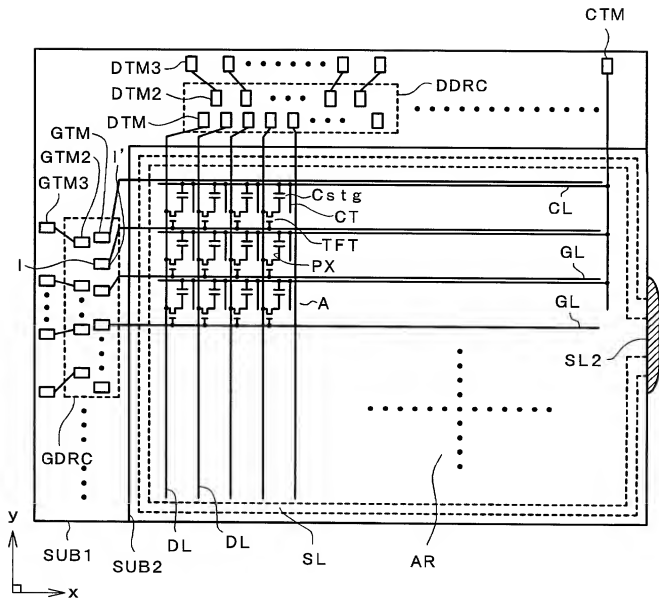 CTM
DTM3
DTM2
DDRC
DTM
GTM
GTM2
I'
GTM3
Cstg
CT
CL
TFT
I
PX
GL
A
GL
SL2
GDRC
y
SUB1
DL
DL
SL
AR
SUB2
x